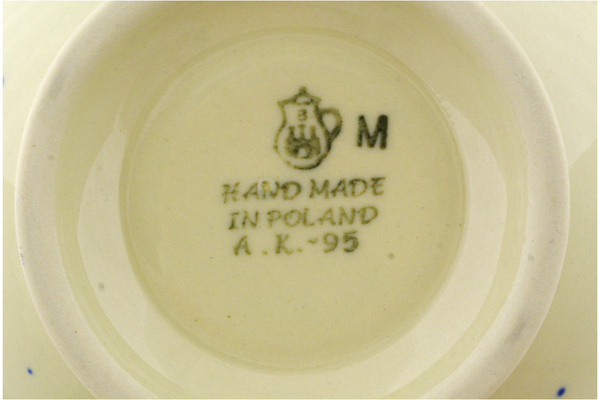 B
M
HAND MADE
IN POLAND
A.K.-95